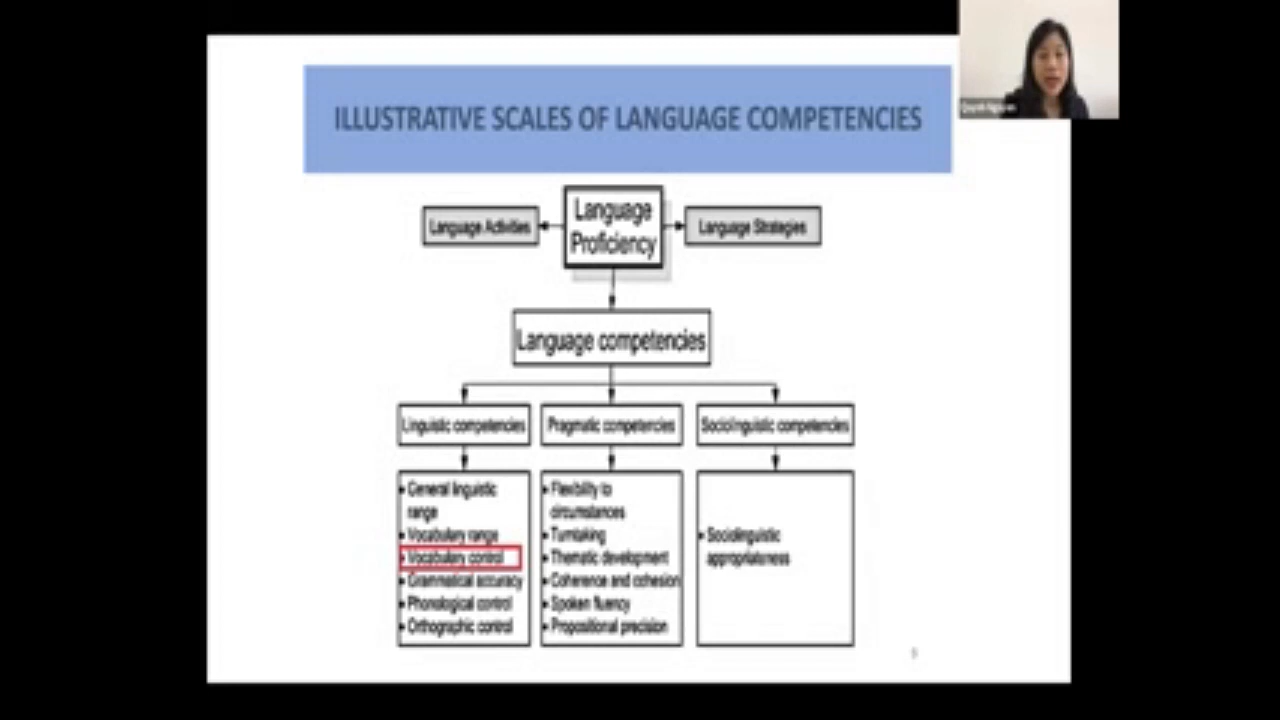 ILLUSTRATIVE SCALES OF LANGUAGE COMPETENCIES
Language Activities
Language
Proficiency
Language Strategies
Language competencies
Linguistic competencies
Pragmatic competencies
Sociolinguistic competencies
General linguistic
range
Vocabulary range
Vocabulary control
Grammatical accuracy
Phonological control
Orthographic control
Flexibility to
circumstances
Turntaking
Thematic development
Coherence and cohesion
Spoken fluency
Propositional precision
Sociolinguistic
appropriateness